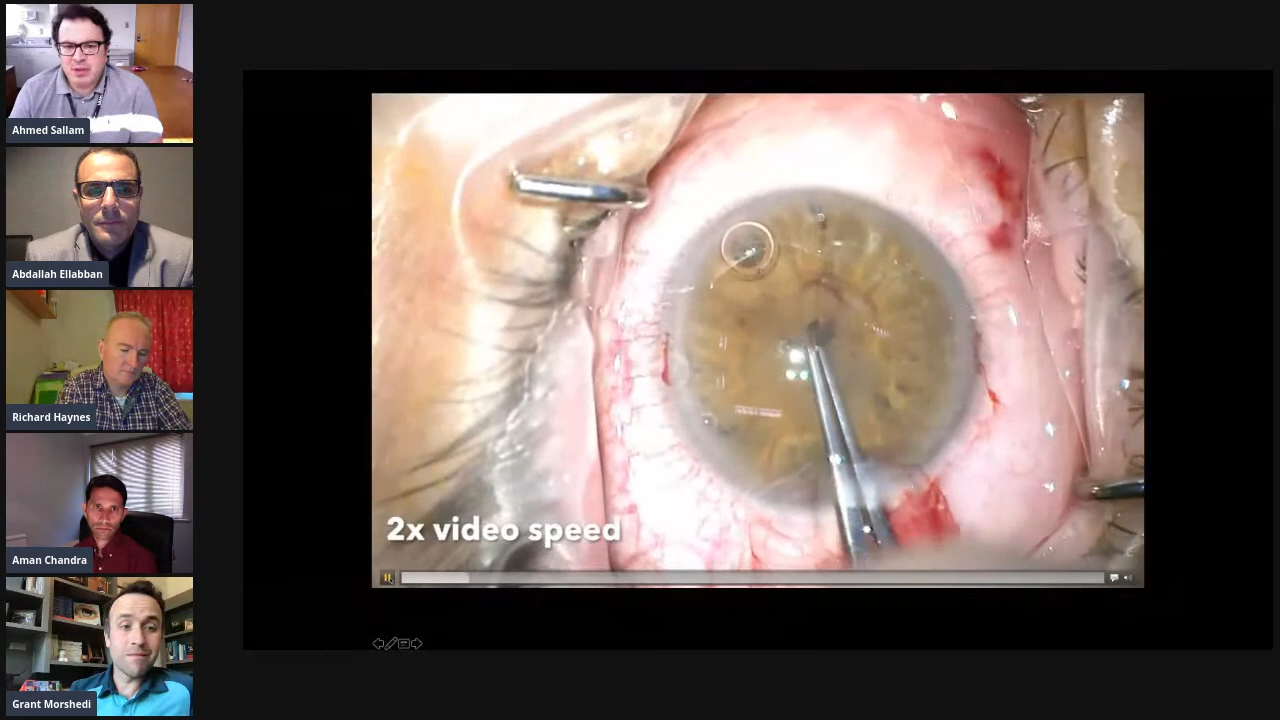 Ahmed Sallam
Abdallah Ellabban
Richard Haynes
Aman Chandra
Grant Morshedi
2x video speed